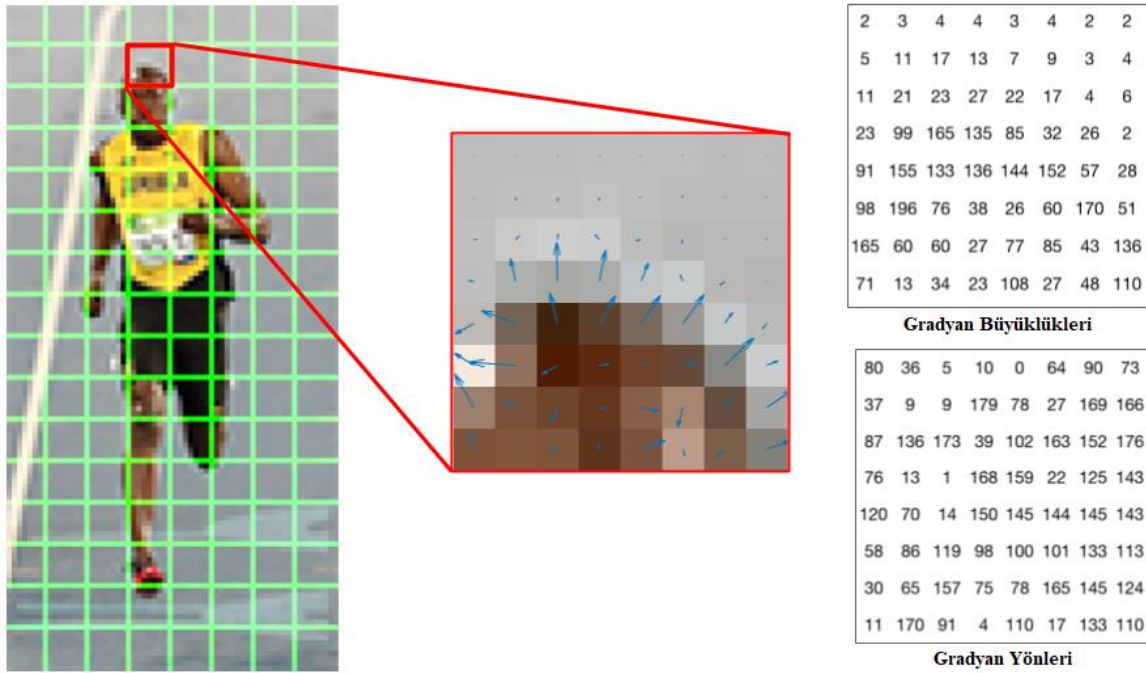 2 3 4 4 3 4 2 2
5 11 17 13 7 9 3 4
11 21 23 27 22 17 4 6
23 99 165 135 85 32 26 2
91 155 133 136 144 152 57 28
98 196 76 38 26 60 170 51
165 60 60 27 77 85 43 136
71 13 34 23 108 27 48 110
Gradyan Büyüklükleri
80 36 5 10 0 64 90 73
37 9 9 179 78 27 169 166
87 136 173 39 102 163 152 176
76 13 1 168 159 22 125 143
120 70 14 150 145 144 145 143
58 86 119 98 100 101 133 113
30 65 157 75 78 165 145 124
11 170 91 4 110 17 133 110
Gradyan Yönleri